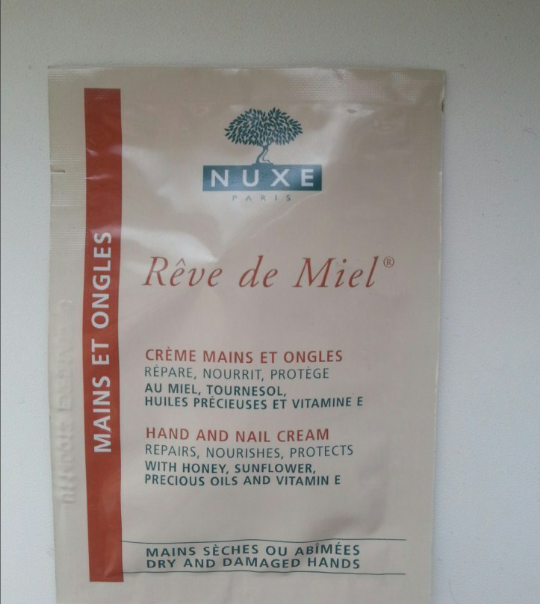 NUXE
PARIS
MAINS ET ONGLES
Rêve de Miel®
CRÈME MAINS ET ONGLES
RÉPARE, NOURRIT, PROTÈGE
AU MIEL, TOURNESOL,
HUILES PRÉCIEUSES ET VITAMINE E
HAND AND NAIL CREAM
REPAIRS, NOURISHES, PROTECTS
WITH HONEY, SUNFLOWER,
PRECIOUS OILS AND VITAMIN E
MAINS SÈCHES OU ABÎMÉES
DRY AND DAMAGED HANDS